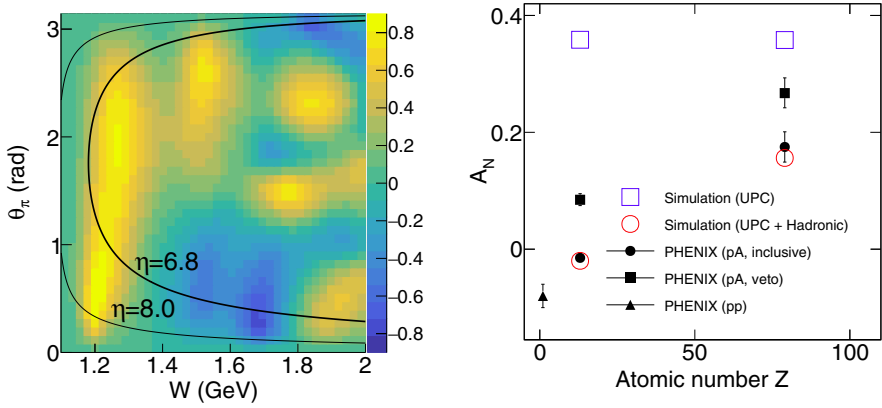 3
2
1
0
θπ (rad)
1.2
1.4
1.6
1.8
2
W (GeV)
η=6.8
η=8.0
0.8
0.6
0.4
0.2
0
−0.2
−0.4
−0.6
−0.8
0.4
0.2
0
A_N
0
50
100
Atomic number Z
Simulation (UPC)
Simulation (UPC + Hadronic)
PHENIX (pA, inclusive)
PHENIX (pA, veto)
PHENIX (pp)